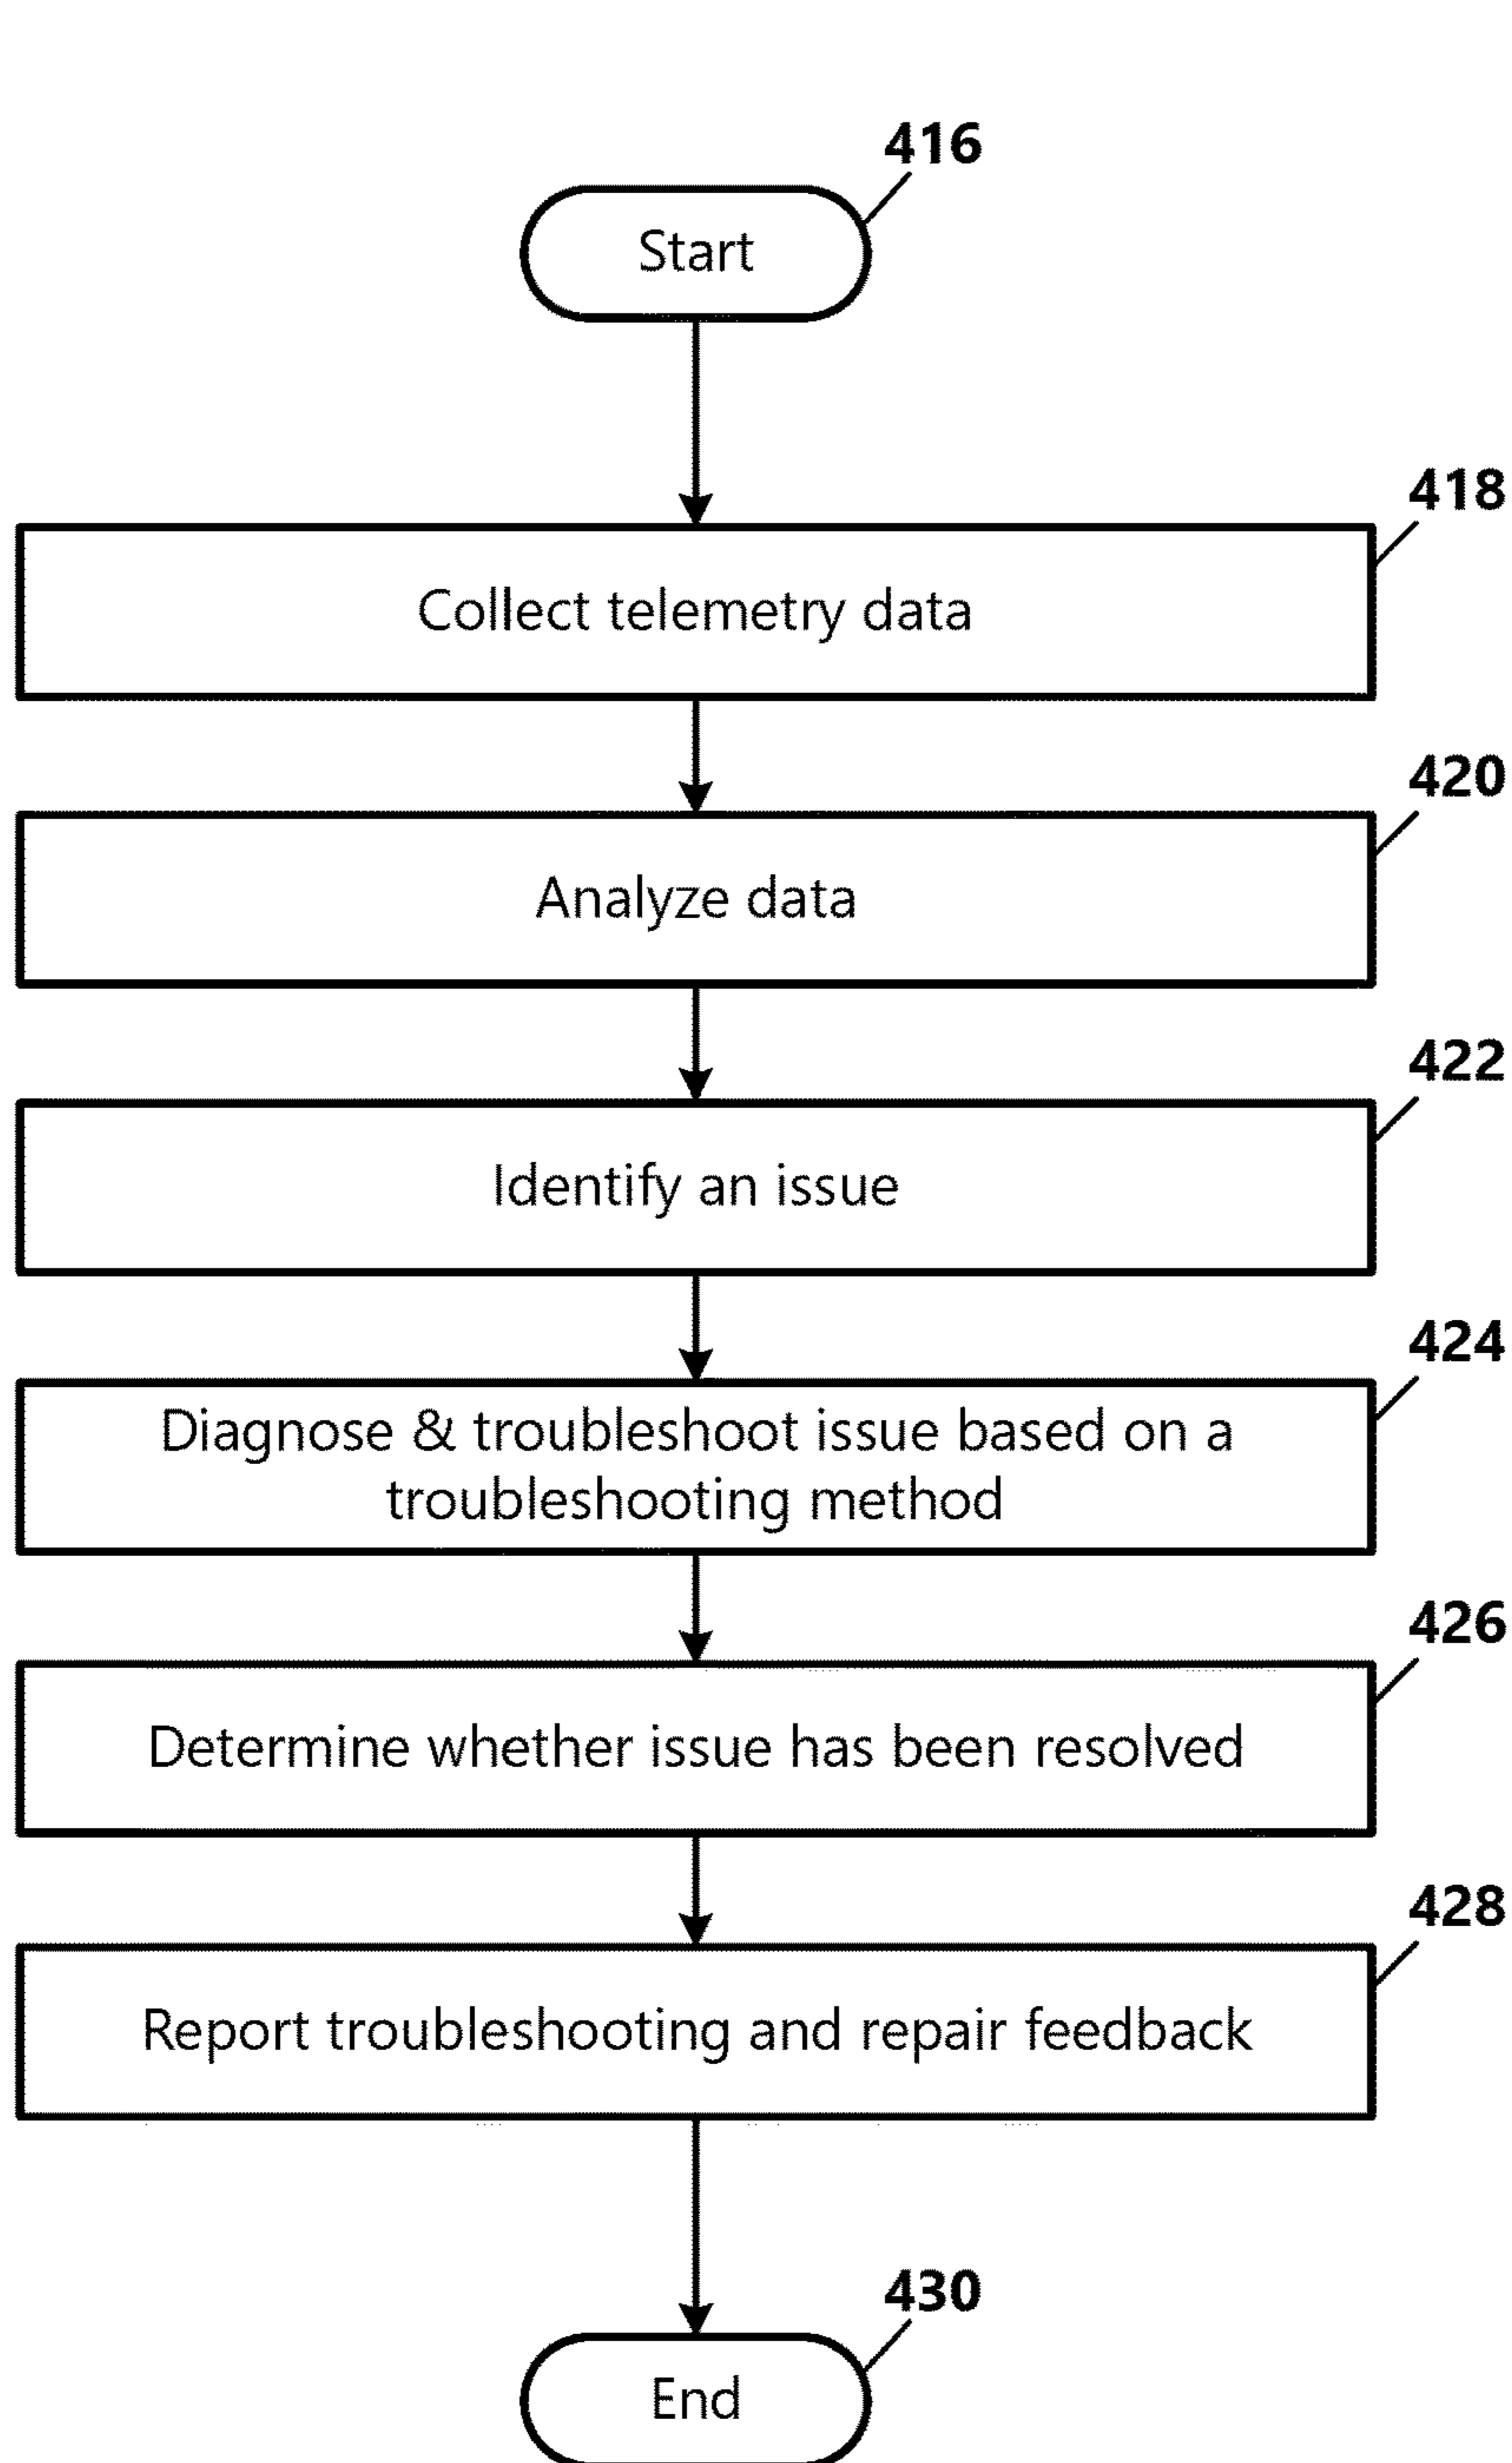 416
Start
418
Collect telemetry data
420
Analyze data
422
Identify an issue
424
Diagnose & troubleshoot issue based on a
troubleshooting method
426
Determine whether issue has been resolved
428
Report troubleshooting and repair feedback
430
End